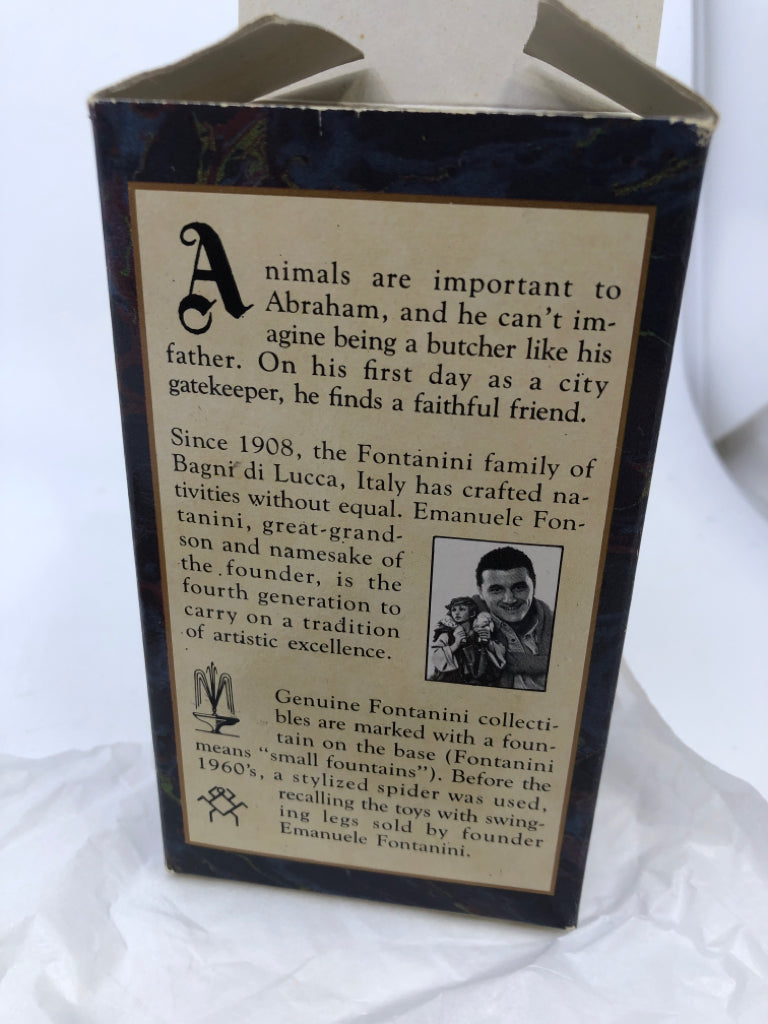 Animals are important to
Abraham, and he can't im-
agine being a butcher like his
father. On his first day as a city
gatekeeper, he finds a faithful friend.
Since 1908, the Fontanini family of
Bagni di Lucca, Italy has crafted na-
tivities without equal. Emanuele Fon-
tanini, great-grand-
son and namesake of
the founder, is the
fourth generation to
carry on a tradition
of artistic excellence.
Genuine Fontanini collecti-
bles are marked with a foun-
tain on the base (Fontanini
means "small fountains"). Before the
1960's, a stylized spider was used,
recalling the toys with swing-
ing legs sold by founder
Emanuele Fontanini.